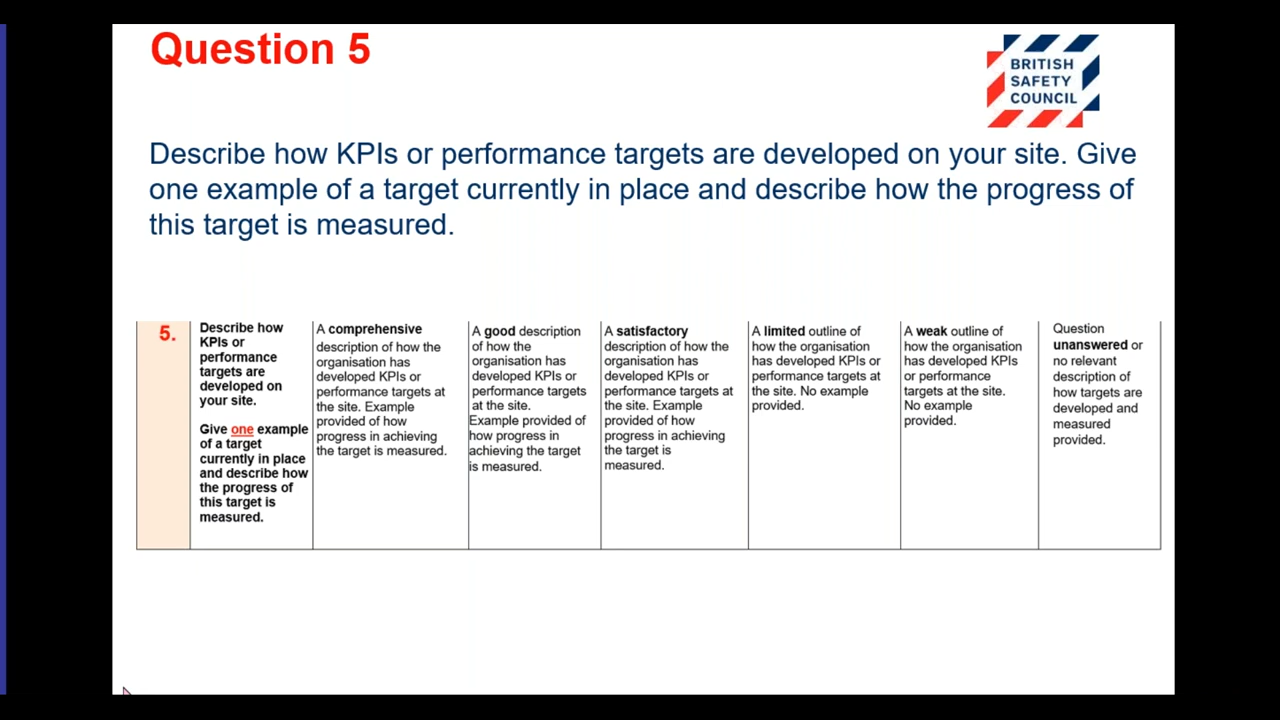 Question 5
BRITISH
SAFETY
COUNCIL
Describe how KPIs or performance targets are developed on your site. Give
one example of a target currently in place and describe how the progress of
this target is measured.
5.
Describe how
KPIs or
performance
targets are
developed on
your site.
Give one example
of a target
currently in place
and describe how
the progress of
this target is
measured.
A comprehensive
description of how the
organisation has
developed KPIs or
performance targets at
the site. Example
provided of how
progress in achieving
the target is measured.
A good description
of how the
organisation has
developed KPIs or
performance targets
at the site.
Example provided of
how progress in
achieving the target
is measured.
A satisfactory
description of how the
organisation has
developed KPIs or
performance targets at
the site. Example
provided of how
progress in achieving
the target is
measured.
A limited outline of
how the organisation
has developed KPIs or
performance targets at
the site. No example
provided.
A weak outline of
how the organisation
has developed KPIs
or performance
targets at the site.
No example
provided.
Question
unanswered or
no relevant
description of
how targets are
developed and
measured
provided.